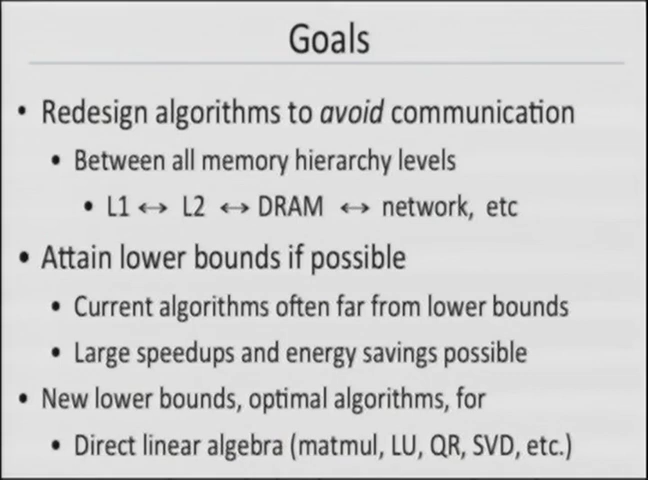 Goals
• Redesign algorithms to avoid communication
• Between all memory hierarchy levels
• L1 ↔ L2 ↔ DRAM ↔ network, etc
• Attain lower bounds if possible
• Current algorithms often far from lower bounds
• Large speedups and energy savings possible
• New lower bounds, optimal algorithms, for
• Direct linear algebra (matmul, LU, QR, SVD, etc.)